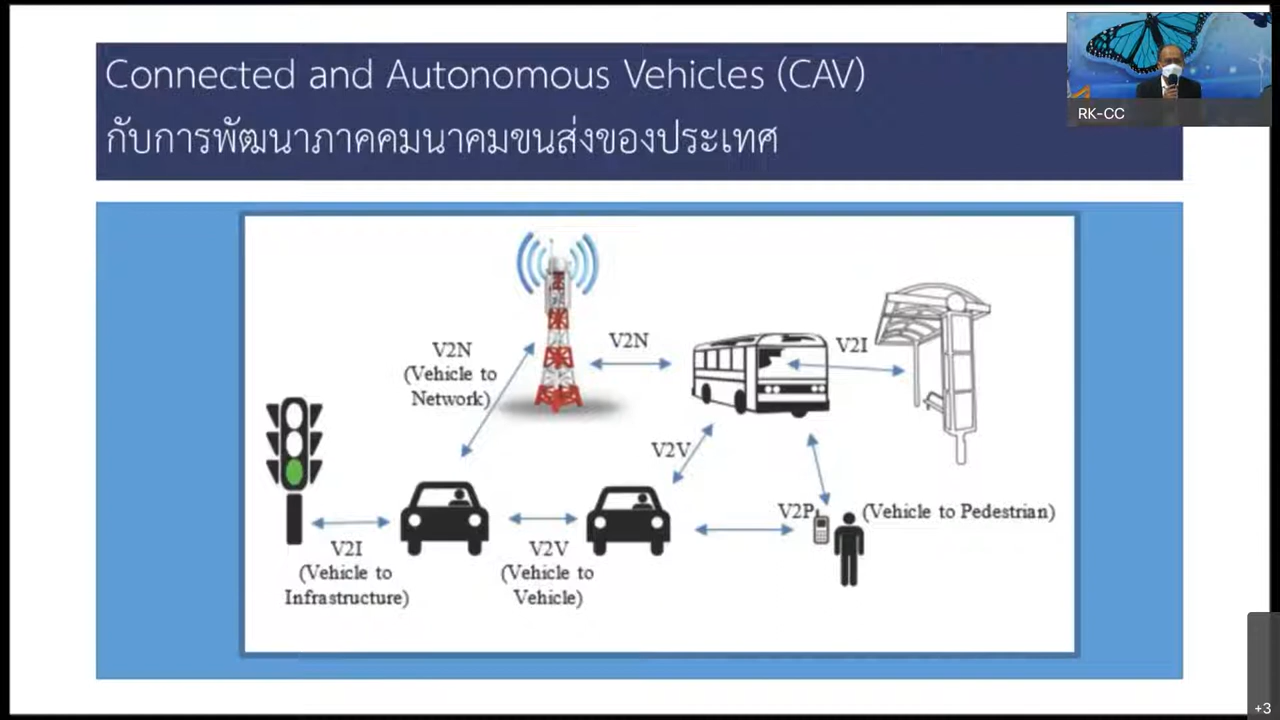 Connected and Autonomous Vehicles (CAV)
กับการพัฒนาภาคคมนาคมขนส่งของประเทศ
RK-CC
V2N
(Vehicle to
Network)
V2N
V2I
V2V
V2I
(Vehicle to
Infrastructure)
V2V
(Vehicle to
Vehicle)
V2P
(Vehicle to Pedestrian)
+3